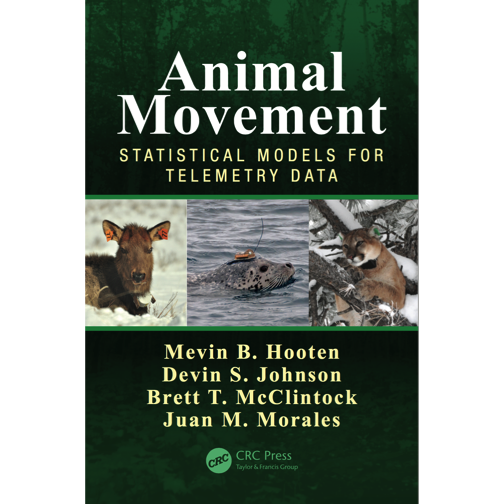 Animal
Movement
STATISTICAL MODELS FOR
TELEMETRY DATA
Mevin B. Hooten
Devin S. Johnson
Brett T. McClintock
Juan M. Morales
CRC CRC Press
Taylor & Francis Group